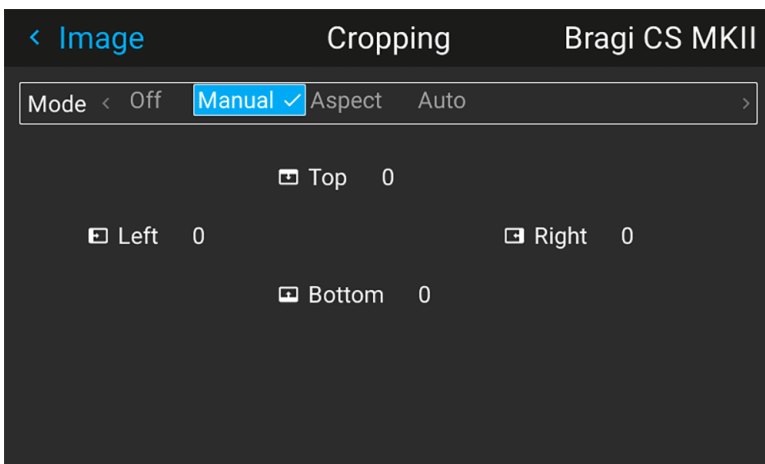 Image Cropping Bragi CS MKII
Mode Off Manual Aspect Auto
Top 0
Left 0 Right 0
Bottom 0